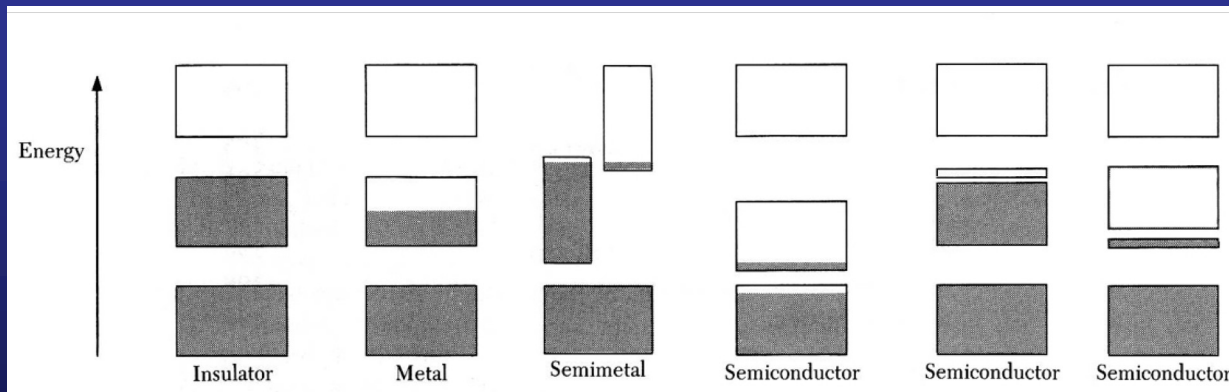 Energy
Insulator
Metal
Semimetal
Semiconductor
Semiconductor
Semiconductor